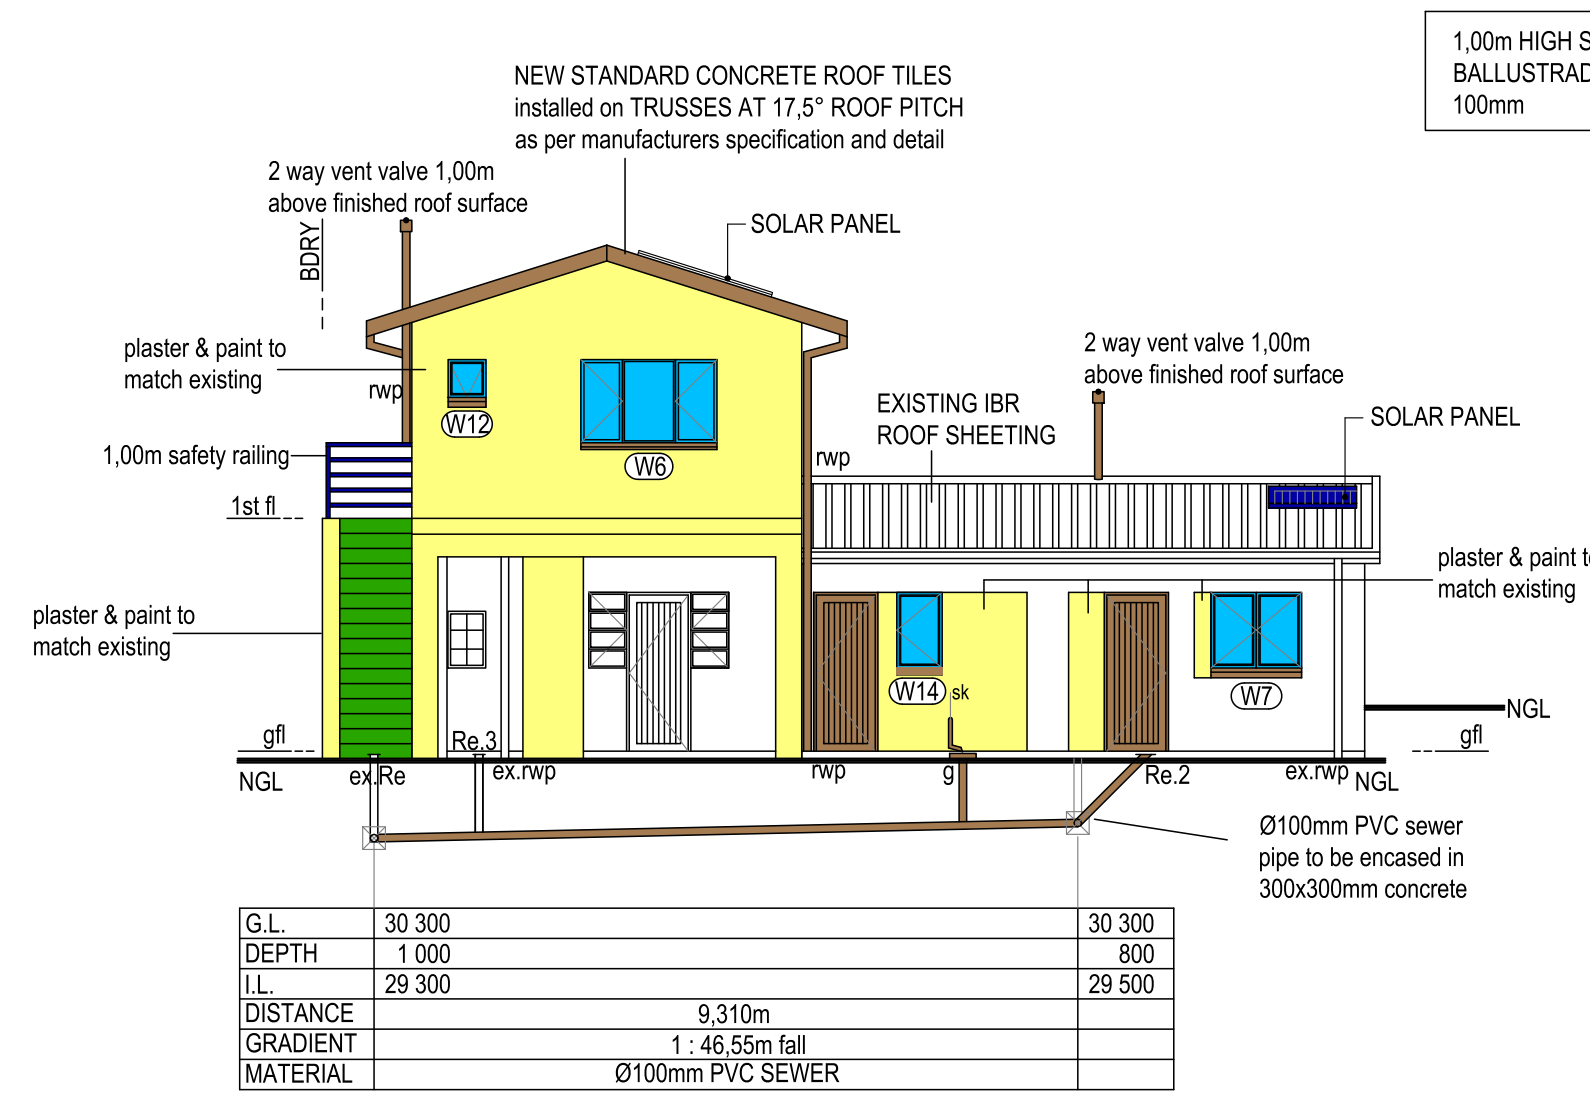 1,00m HIGH S
BALLUSTRAD
100mm
NEW STANDARD CONCRETE ROOF TILES
installed on TRUSSES AT 17,5° ROOF PITCH
as per manufacturers specification and detail
2 way vent valve 1,00m
above finished roof surface
BDRY
SOLAR PANEL
plaster & paint to
match existing
rwp
W12
W6
2 way vent valve 1,00m
above finished roof surface
EXISTING IBR
ROOF SHEETING
SOLAR PANEL
1,00m safety railing
rwp
1st fl
plaster & paint to
match existing
plaster & paint to
match existing
W14
sk
W7
NGL
gfl
Re.3
gfl
NGL
ex.Re
ex.rwp
rwp
g
Re.2
ex.rwp
NGL
Ø100mm PVC sewer
pipe to be encased in
300x300mm concrete
G.L. 30 300 30 300
DEPTH 1 000 800
I.L. 29 300 29 500
DISTANCE 9,310m
GRADIENT 1 : 46,55m fall
MATERIAL Ø100mm PVC SEWER